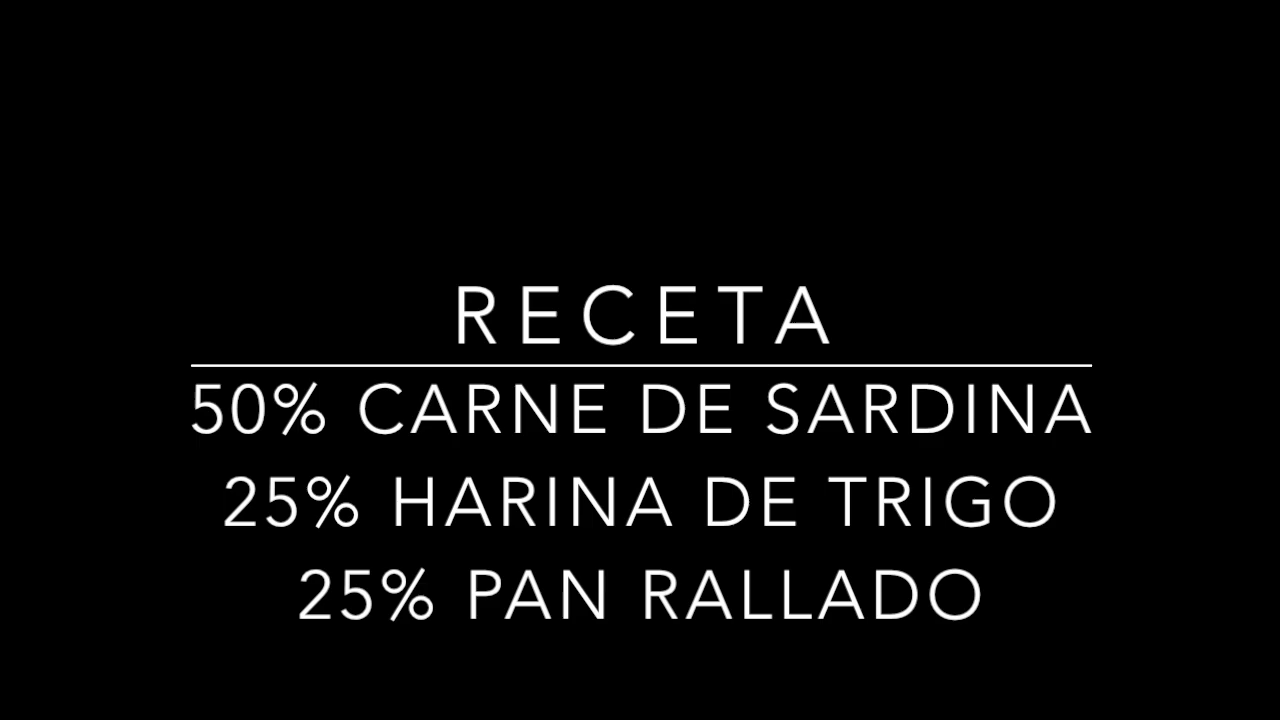 RECETA
50% CARNE DE SARDINA
25% HARINA DE TRIGO
25% PAN RALLADO